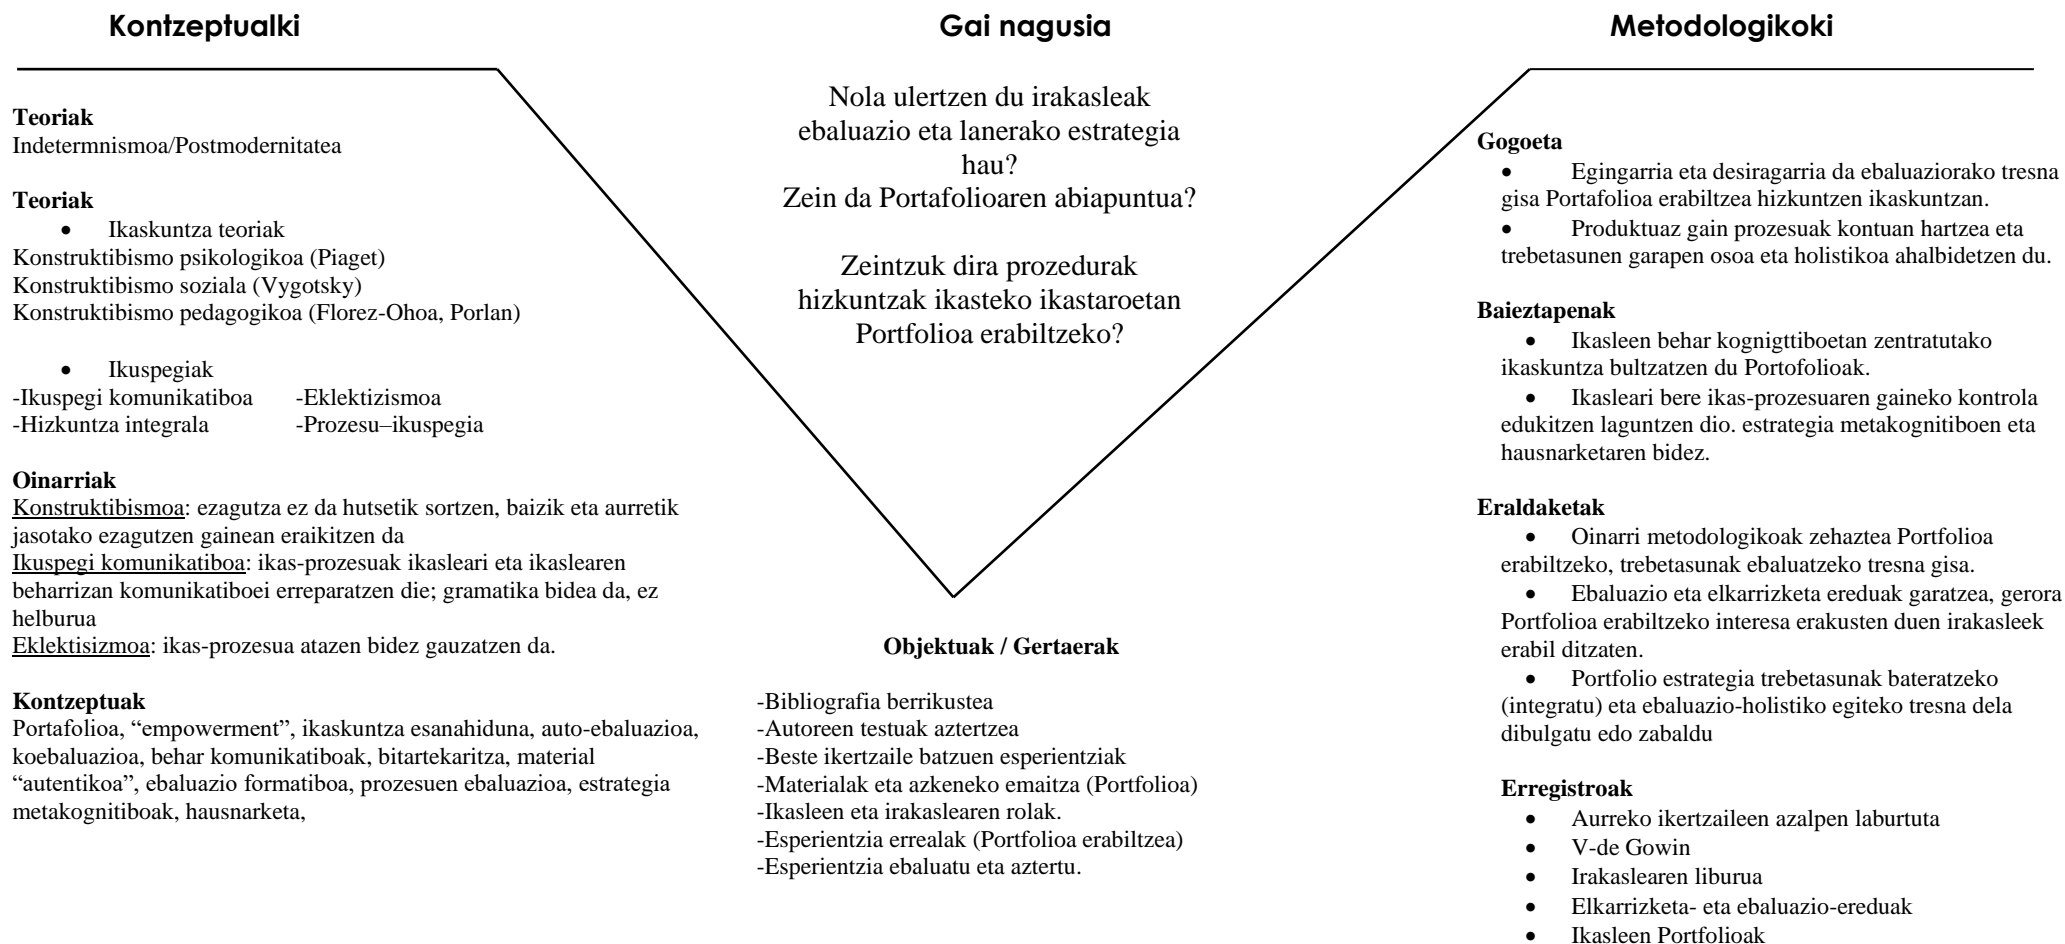 Kontzeptualki
Teoriak
Indetermnismoa/Postmodernitatea
Teoriak
• Ikaskuntza teoriak
Konstruktibismo psikologikoa (Piaget)
Konstruktibismo soziala (Vygotsky)
Konstruktibismo pedagogikoa (Florez-Ohoa, Porlan)
• Ikuspegiak
-Ikuspegi komunikatiboa -Eklektizismoa
-Hizkuntza integrala -Prozesu–ikuspegia
Oinarriak
Konstruktibismoa: ezagutza ez da hutsetik sortzen, baizik eta aurretik
jasotako ezagutzen gainean eraikitzen da
Ikuspegi komunikatiboa: ikas-prozesuak ikasleari eta ikaslearen
beharrizan komunikatiboei erreparatzen die; gramatika bidea da, ez
helburua
Eklektisizmoa: ikas-prozesua atazen bidez gauzatzen da.
Kontzeptuak
Portafolioa, “empowerment”, ikaskuntza esanahiduna, auto-ebaluazioa,
koebaluazioa, behar komunikatiboak, bitartekaritza, material
“autentikoa”, ebaluazio formatiboa, prozesuen ebaluazioa, estrategia
metakognitiboak, hausnarketa,
Gai nagusia
Nola ulertzen du irakasleak
ebaluazio eta lanerako estrategia
hau?
Zein da Portafolioaren abiapuntua?
Zeintzuk dira prozedurak
hizkuntzak ikasteko ikastaroetan
Portfolioa erabiltzeko?
Objektuak / Gertaerak
-Bibliografia berrikustea
-Autoreen testuak aztertzea
-Beste ikertzaile batzuen esperientziak
-Materialak eta azkeneko emaitza (Portfolioa)
-Ikasleen eta irakaslearen rolak.
-Esperientzia errealak (Portfolioa erabiltzea)
-Esperientzia ebaluatu eta aztertu.
Metodologikoki
Gogoeta
• Egingarria eta desiragarria da ebaluaziorako tresna
gisa Portafolioa erabiltzea hizkuntzen ikaskuntzan.
• Produktuaz gain prozesuak kontuan hartzea eta
trebetasunen garapen osoa eta holistikoa ahalbidetzen du.
Baieztapenak
• Ikasleen behar kognigttiboetan zentratutako
ikaskuntza bultzatzen du Portofolioak.
• Ikasleari bere ikas-prozesuaren gaineko kontrola
edukitzen laguntzen dio. estrategia metakognitiboen eta
hausnarketaren bidez.
Eraldaketak
• Oinarri metodologikoak zehaztea Portfolioa
erabiltzeko, trebetasunak ebaluatzeko tresna gisa.
• Ebaluazio eta elkarrizketa ereduak garatzea, gerora
Portfolioa erabiltzeko interesa erakusten duen irakasleek
erabil ditzaten.
• Portfolio estrategia trebetasunak bateratzeko
(integratu) eta ebaluazio-holistiko egiteko tresna dela
dibulgatu edo zabaldu
Erregistroak
• Aurreko ikertzaileen azalpen laburtuta
• V-de Gowin
• Irakaslearen liburua
• Elkarrizketa- eta ebaluazio-ereduak
• Ikasleen Portfolioak